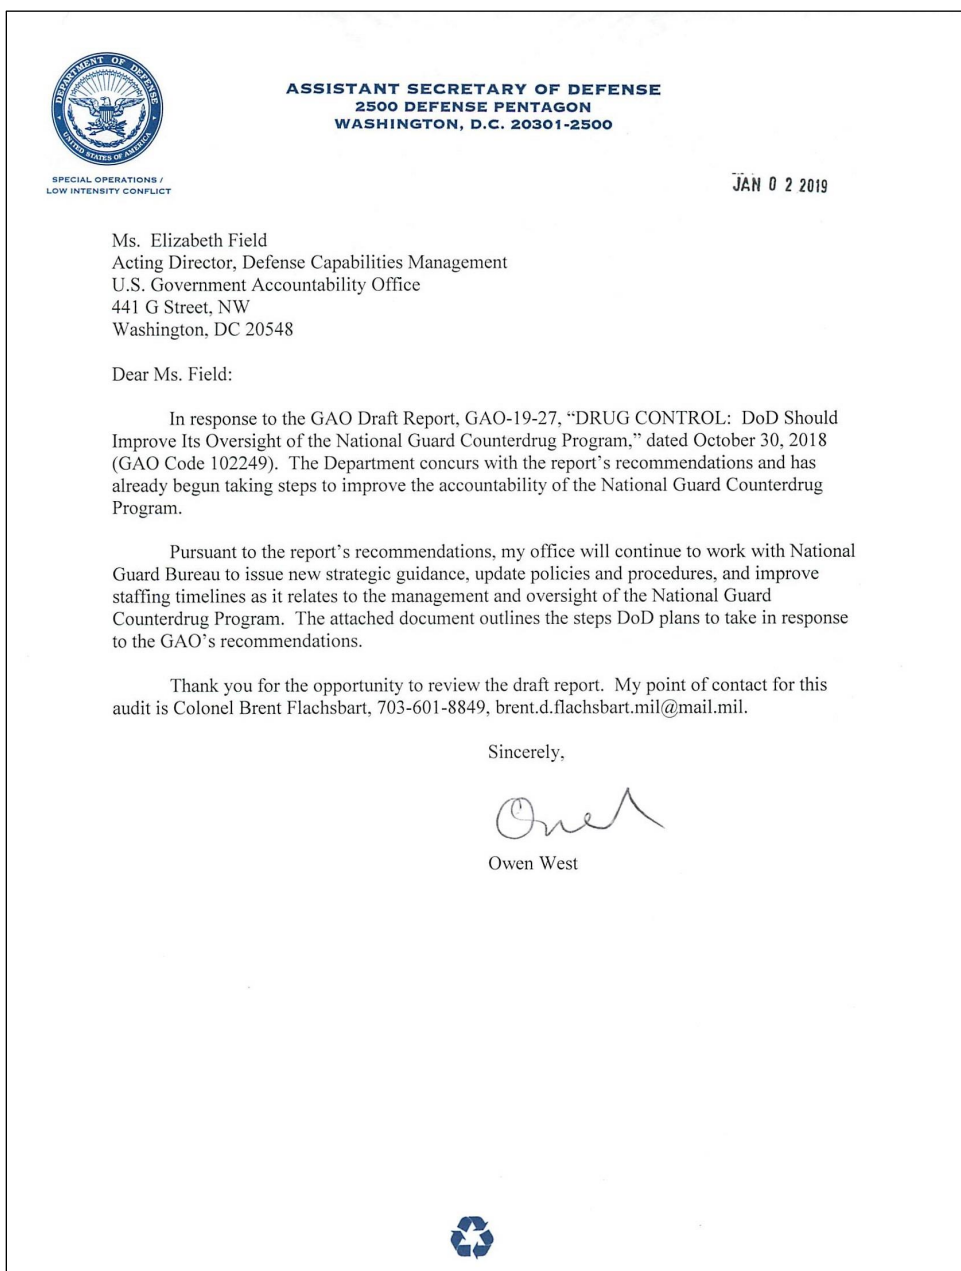 DEPARTMENT OF DEFENSE
UNITED STATES OF AMERICA
SPECIAL OPERATIONS /
LOW INTENSITY CONFLICT
ASSISTANT SECRETARY OF DEFENSE
2500 DEFENSE PENTAGON
WASHINGTON, D.C. 20301-2500
JAN 0 2 2019
Ms. Elizabeth Field
Acting Director, Defense Capabilities Management
U.S. Government Accountability Office
441 G Street, NW
Washington, DC 20548
Dear Ms. Field:
In response to the GAO Draft Report, GAO-19-27, “DRUG CONTROL: DoD Should
Improve Its Oversight of the National Guard Counterdrug Program,” dated October 30, 2018
(GAO Code 102249). The Department concurs with the report’s recommendations and has
already begun taking steps to improve the accountability of the National Guard Counterdrug
Program.
Pursuant to the report’s recommendations, my office will continue to work with National
Guard Bureau to issue new strategic guidance, update policies and procedures, and improve
staffing timelines as it relates to the management and oversight of the National Guard
Counterdrug Program. The attached document outlines the steps DoD plans to take in response
to the GAO’s recommendations.
Thank you for the opportunity to review the draft report. My point of contact for this
audit is Colonel Brent Flachsbart, 703-601-8849, brent.d.flachsbart.mil@mail.mil.
Sincerely,
Owen West